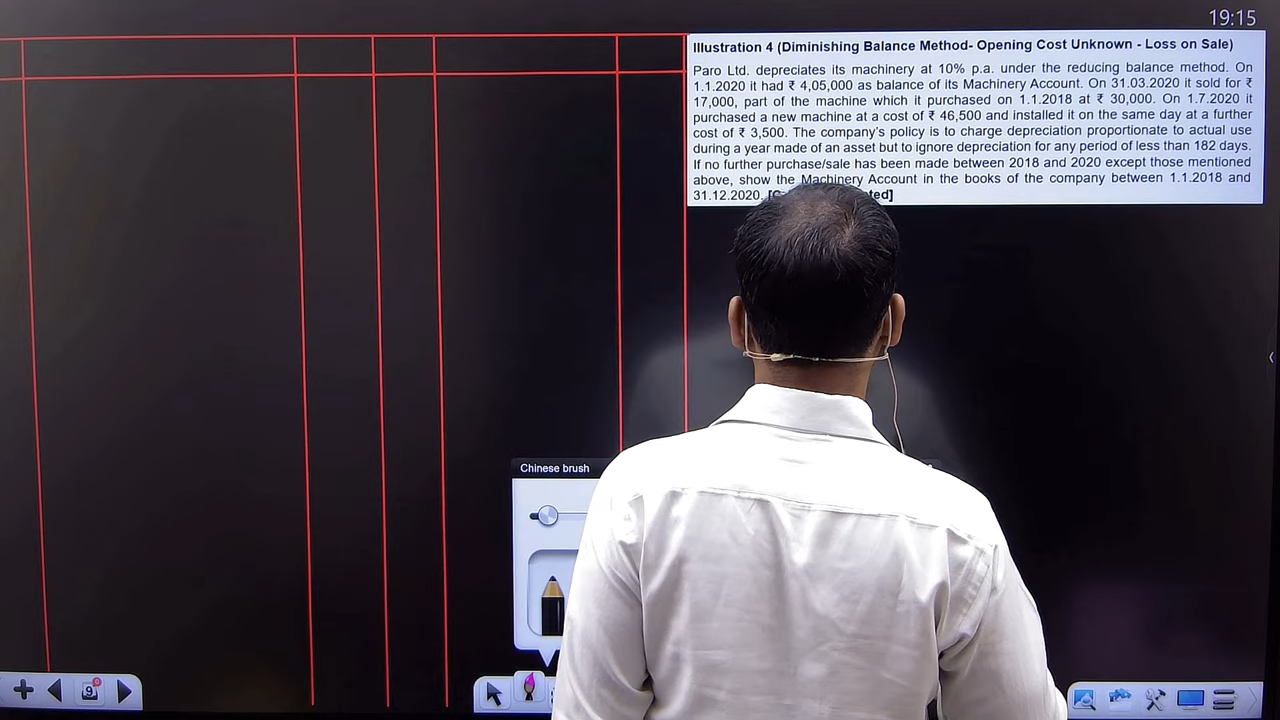 19:15
Illustration 4 (Diminishing Balance Method- Opening Cost Unknown - Loss on Sale)
Paro Ltd. depreciates its machinery at 10% p.a. under the reducing balance method. On
1.1.2020 it had ₹ 4,05,000 as balance of its Machinery Account. On 31.03.2020 it sold for ₹
17,000, part of the machine which it purchased on 1.1.2018 at ₹ 30,000. On 1.7.2020 it
purchased a new machine at a cost of ₹ 46,500 and installed it on the same day at a further
cost of ₹ 3,500. The company's policy is to charge depreciation proportionate to actual use
during a year made of an asset but to ignore depreciation for any period of less than 182 days.
If no further purchase/sale has been made between 2018 and 2020 except those mentioned
above, show the Machinery Account in the books of the company between 1.1.2018 and
31.12.2020.
Chinese brush
9